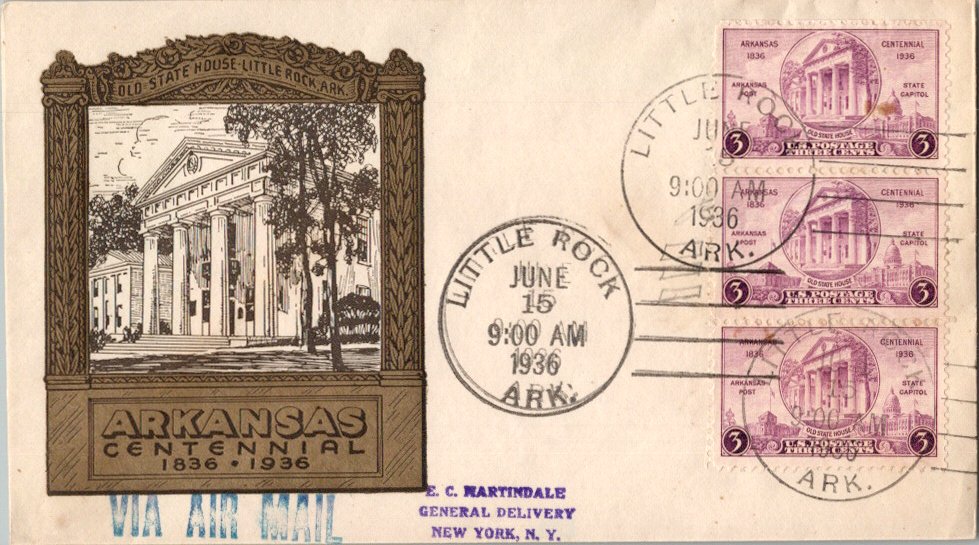 OLD · STATE HOUSE · LITTLE ROCK, ARK
ARKANSAS
CENTENNIAL
1836 • 1936
VIA AIR MAIL
E. C. MARTINDALE
GENERAL DELIVERY
NEW YORK, N. Y.
LITTLE ROCK
JUNE
15
9:00 AM
1936
ARK.
LITTLE ROCK
JUNE
9:00 AM
1936
ARK.
ARKANSAS
1836
CENTENNIAL
1936
ARKANSAS
POST
STATE
CAPITOL
OLD STATE HOUSE
3
U.S. POSTAGE
THREE CENTS
3
ARKANSAS
1836
CENTENNIAL
1936
ARKANSAS
POST
STATE
CAPITOL
OLD STATE HOUSE
3
U.S. POSTAGE
THREE CENTS
3
ARKANSAS
1836
CENTENNIAL
1936
ARKANSAS
POST
STATE
CAPITOL
OLD STATE HOUSE
3
U.S. POSTAGE
THREE CENTS
3
15
9:00 AM
ARK.